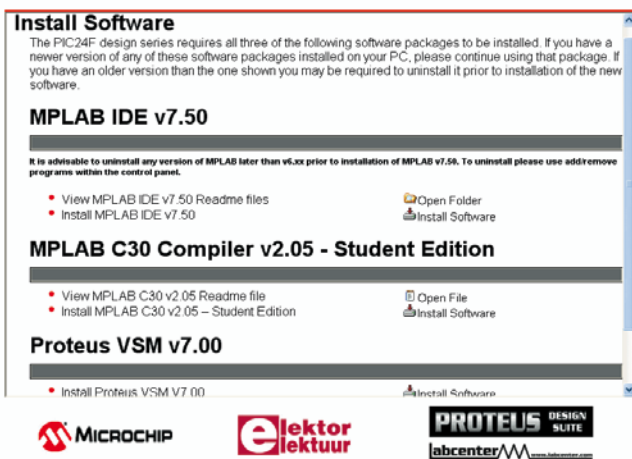 Install Software
The PIC24F design series requires all three of the following software packages to be installed. If you have a
newer version of any of these software packages installed on your PC, please continue using that package. If
you have an older version than the one shown you may be required to uninstall it prior to installation of the new
software.
MPLAB IDE v7.50
It is advisable to uninstall any version of MPLAB later than v6.xx prior to installation of MPLAB v7.50. To uninstall please use add/remove
programs within the control panel.
• View MPLAB IDE v7.50 Readme files Open Folder
• Install MPLAB IDE v7.50 Install Software
MPLAB C30 Compiler v2.05 - Student Edition
• View MPLAB C30 v2.05 Readme file Open File
• Install MPLAB C30 v2.05 – Student Edition Install Software
Proteus VSM v7.00
• Install Proteus VSM V7.00 Install Software
MICROCHIP
elektor
elektuur
PROTEUS DESIGN SUITE
labcenter www.labcenter.com